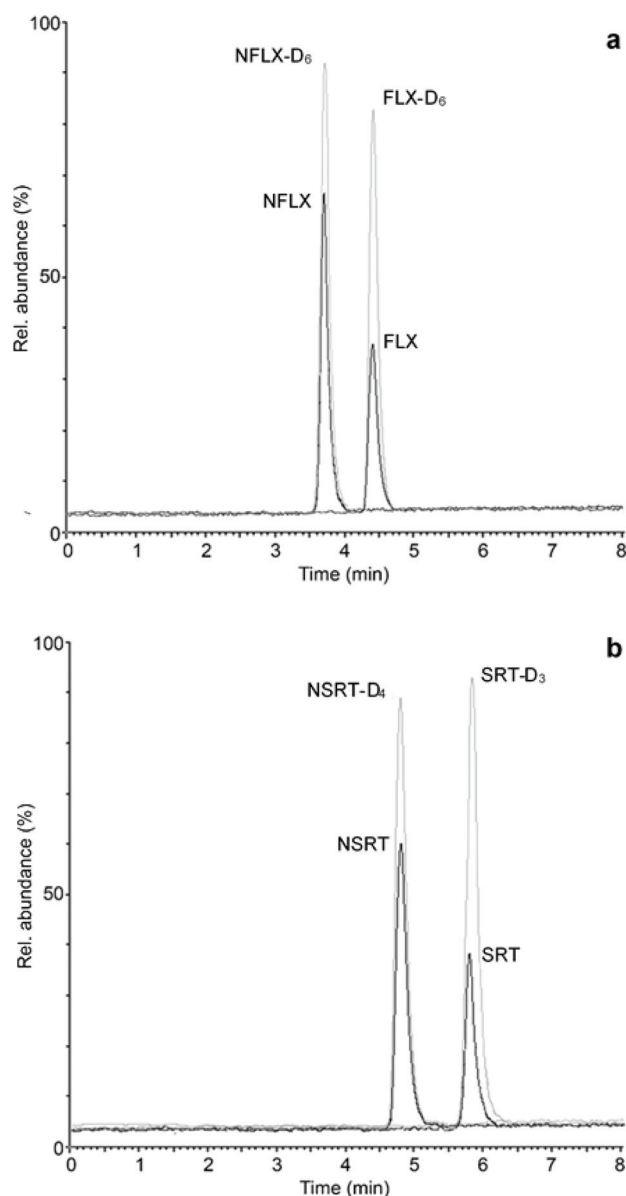 a
100
NFLX-D₆
FLX-D₆
NFLX
50
FLX
Rel. abundance (%)
0
0 1 2 3 4 5 6 7 8
Time (min)
b
100
NSRT-D₄
SRT-D₃
NSRT
50
SRT
Rel. abundance (%)
0
0 1 2 3 4 5 6 7 8
Time (min)